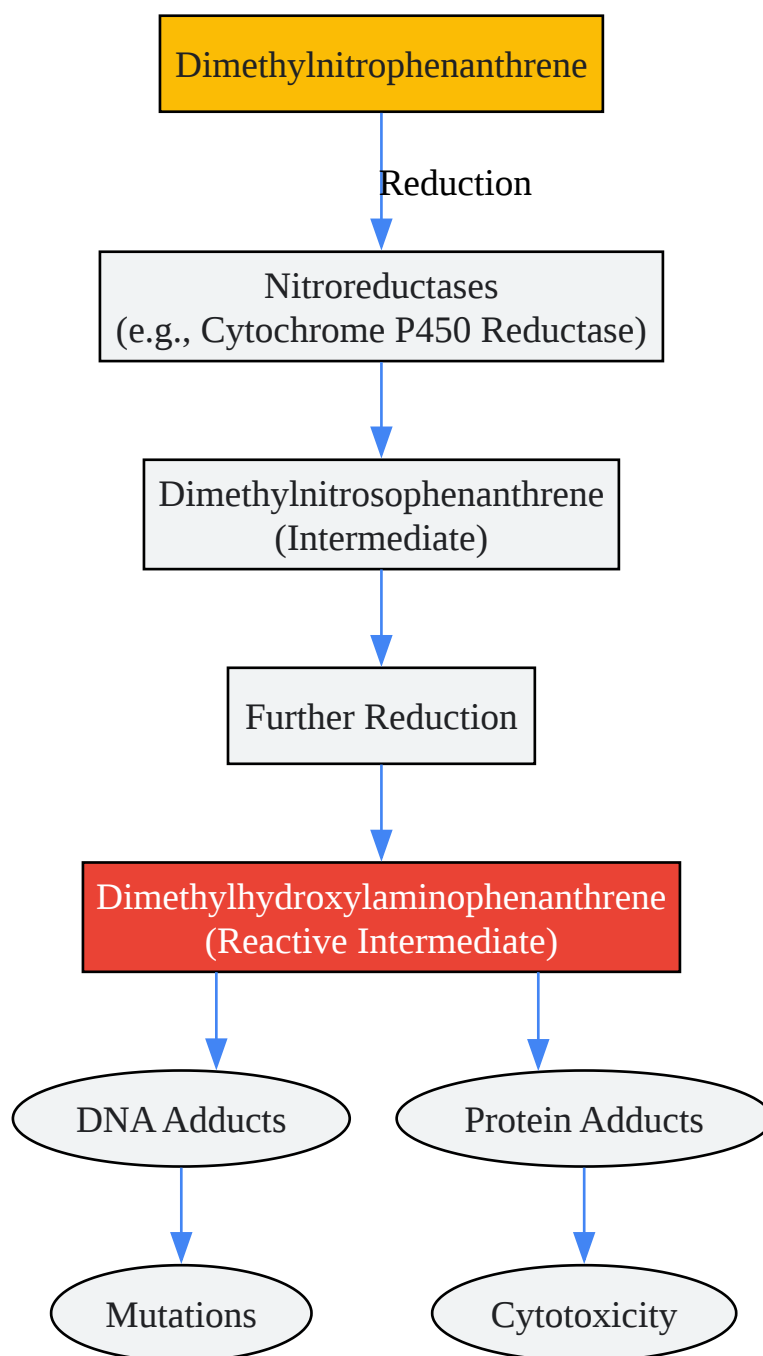 Dimethylnitrophenanthrene
Reduction
Nitroreductases
(e.g., Cytochrome P450 Reductase)
Dimethylnitrosophenanthrene
(Intermediate)
Further Reduction
Dimethylhydroxylaminophenanthrene
(Reactive Intermediate)
DNA Adducts
Protein Adducts
Mutations
Cytotoxicity